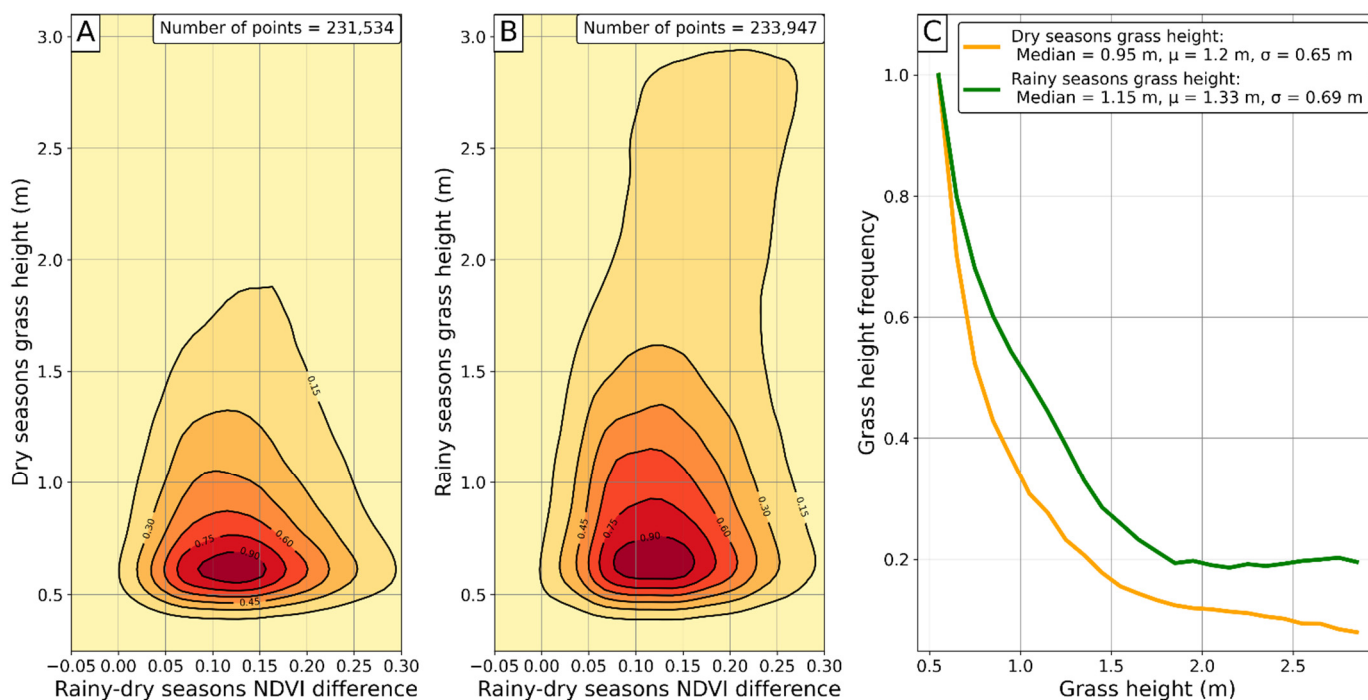 A
Number of points = 231,534
3.0
2.5
2.0
1.5
1.0
0.5
Dry seasons grass height (m)
0.15
0.30
0.75
0.60
0.90
0.45
−0.05 0.00 0.05 0.10 0.15 0.20 0.25 0.30
Rainy-dry seasons NDVI difference
B
Number of points = 233,947
3.0
2.5
2.0
1.5
1.0
0.5
Rainy seasons grass height (m)
0.45
0.75
0.90
0.60
0.30
0.15
−0.05 0.00 0.05 0.10 0.15 0.20 0.25 0.30
Rainy-dry seasons NDVI difference
C
Dry seasons grass height:
Median = 0.95 m, μ = 1.2 m, σ = 0.65 m
Rainy seasons grass height:
Median = 1.15 m, μ = 1.33 m, σ = 0.69 m
1.0
0.8
0.6
0.4
0.2
Grass height frequency
0.5 1.0 1.5 2.0 2.5
Grass height (m)